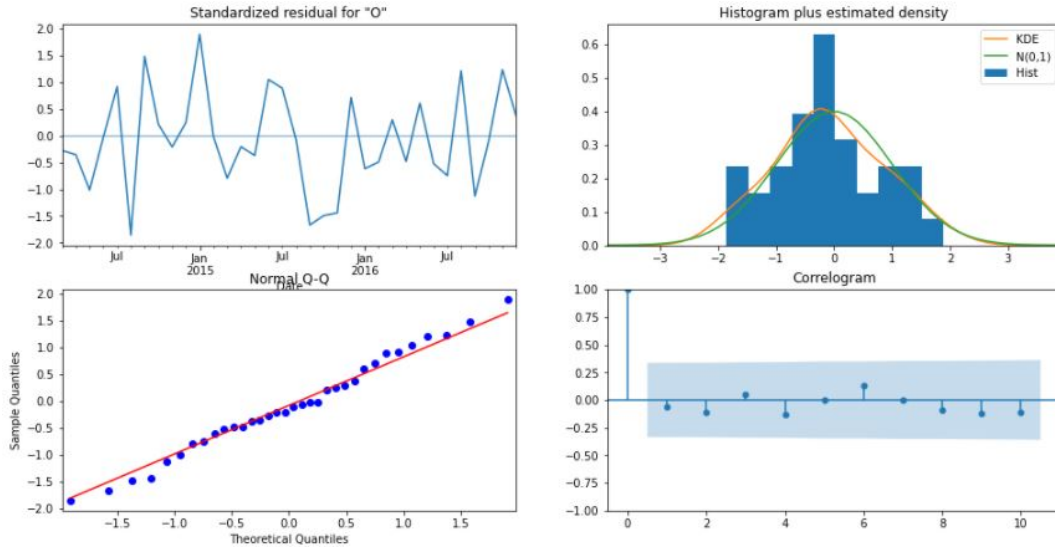 Standardized residual for "O"
2.0
1.5
1.0
0.5
0.0
-0.5
-1.0
-1.5
-2.0
Jul
Jan
2015
Jul
Jan
2016
Jul
Date
Histogram plus estimated density
KDE
N(0,1)
Hist
0.6
0.5
0.4
0.3
0.2
0.1
0.0
-3 -2 -1 0 1 2 3
Normal Q-Q
Sample Quantiles
2.0
1.5
1.0
0.5
0.0
-0.5
-1.0
-1.5
-2.0
-1.5 -1.0 -0.5 0.0 0.5 1.0 1.5
Theoretical Quantiles
Correlogram
1.00
0.75
0.50
0.25
0.00
-0.25
-0.50
-0.75
-1.00
0 2 4 6 8 10